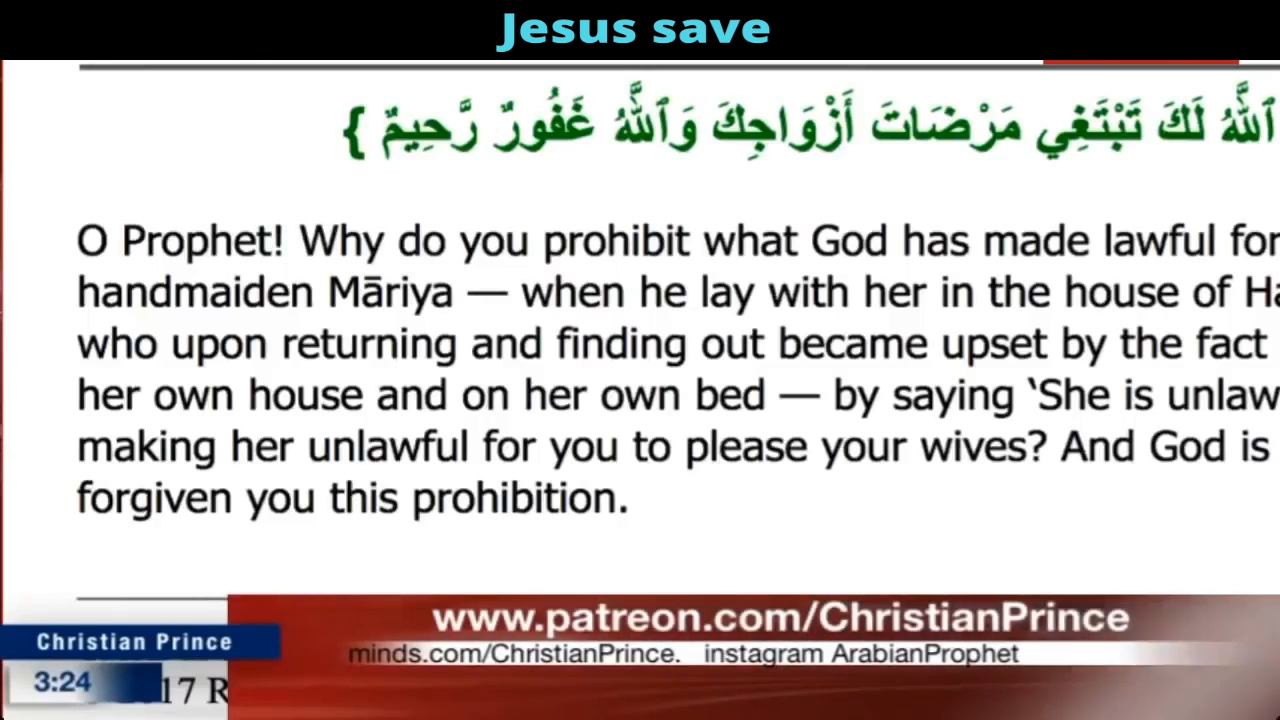 Jesus save
ٱللَّهُ لَكَ تَبْتَغِي مَرْضَاتَ أَزْوَاجِكَ وَٱللَّهُ غَفُورٌ رَّحِيمٌ }
O Prophet! Why do you prohibit what God has made lawful for
handmaiden Māriya — when he lay with her in the house of Ha
who upon returning and finding out became upset by the fact
her own house and on her own bed — by saying ‘She is unlaw
making her unlawful for you to please your wives? And God is
forgiven you this prohibition.
www.patreon.com/ChristianPrince
Christian Prince
minds.com/ChristianPrince. instagram ArabianProphet
3:24
17 R